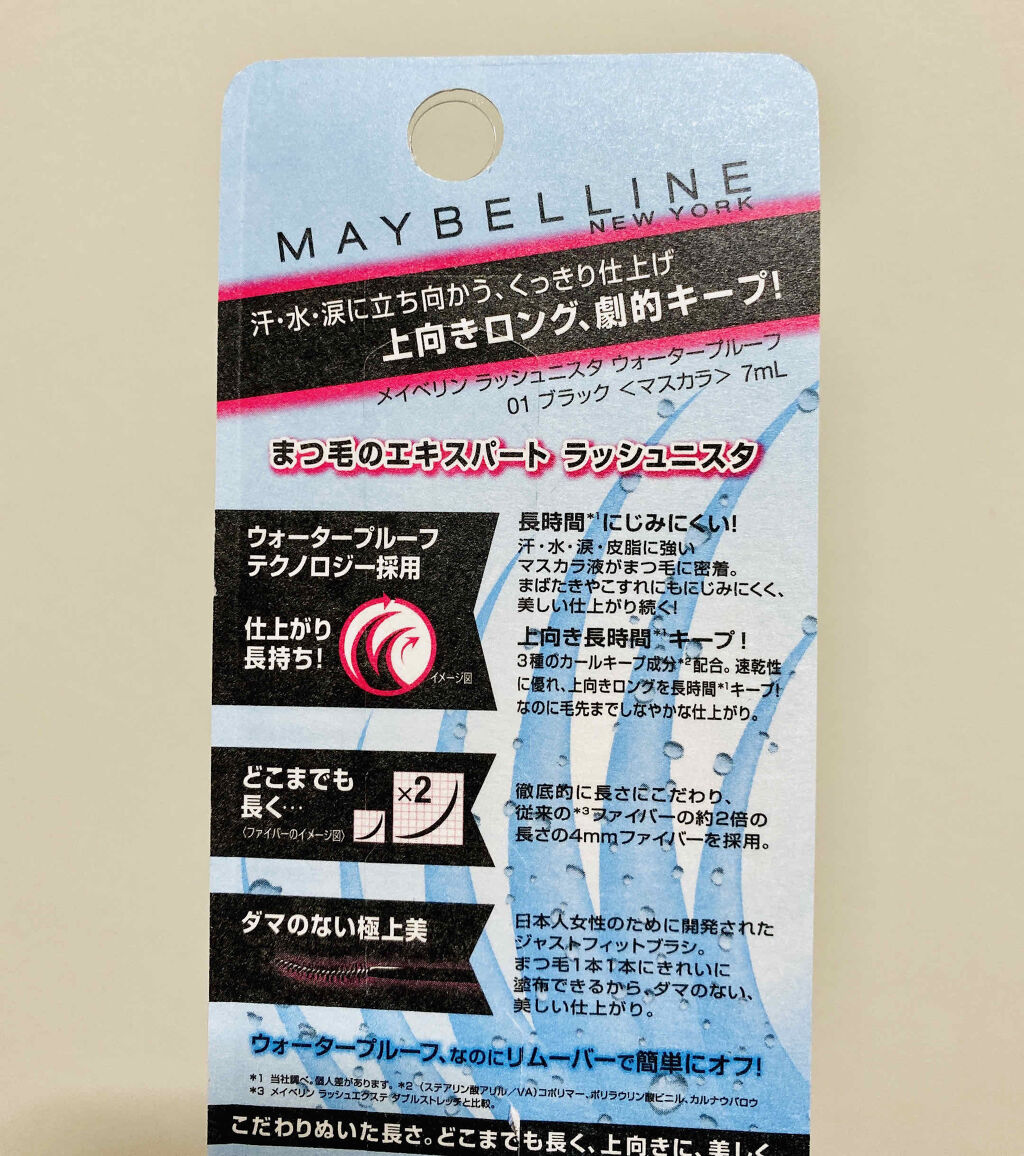 MAYBELLINE
NEW YORK
汗・水・涙に立ち向かう、くっきり仕上げ
上向きロング、劇的キープ!
メイベリン ラッシュニスタ ウォータープルーフ
01 ブラック <マスカラ> 7mL
まつ毛のエキスパート ラッシュニスタ
ウォータープルーフ
テクノロジー採用
仕上がり
長持ち!
イメージ図
長時間*1にじみにくい!
汗・水・涙・皮脂に強い
マスカラ液がまつ毛に密着。
まばたきやこすれにもにじみにくく、
美しい仕上がり続く!
上向き長時間*1キープ!
3種のカールキープ成分*2配合。速乾性
に優れ、上向きロングを長時間*1キープ!
なのに毛先までしなやかな仕上がり。
どこまでも
長く…
(ファイバーのイメージ図)
×2
徹底的に長さにこだわり、
従来の*3ファイバーの約2倍の
長さの4mmファイバーを採用。
ダマのない極上美
日本人女性のために開発された
ジャストフィットブラシ。
まつ毛1本1本にきれいに
塗布できるから、ダマのない、
美しい仕上がり。
ウォータープルーフ、なのにリムーバーで簡単にオフ!
*1 当社調べ。個人差があります。*2 (ステアリン酸アリル/VA)コポリマー、ポリラウリン酸ビニル、カルナウバロウ
*3 メイベリン ラッシュエクステ ダブルストレッチと比較。
こだわりぬいた長さ。どこまでも長く、上向きに、美しく